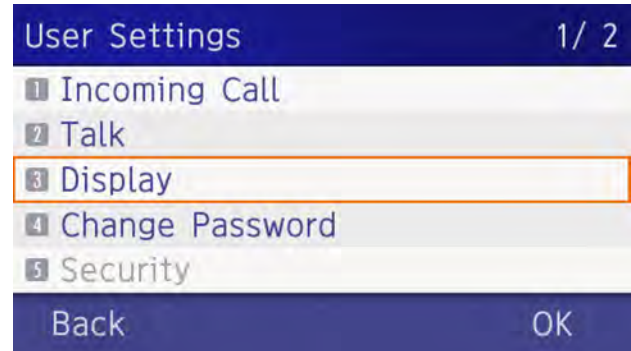 User Settings 1/ 2
1 Incoming Call
2 Talk
3 Display
4 Change Password
5 Security
Back OK